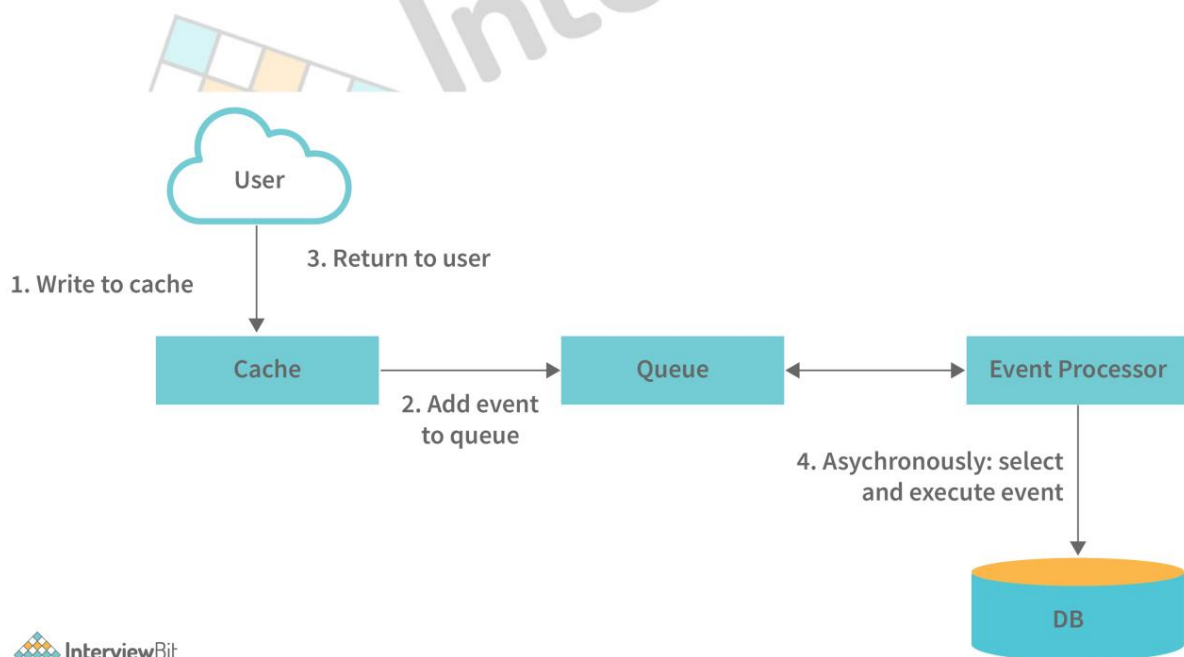 User
3. Return to user
1. Write to cache
Cache
Queue
Event Processor
2. Add event
to queue
4. Asychronously: select
and execute event
DB
InterviewBit